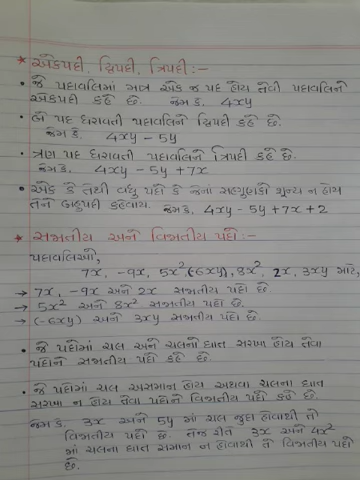 * એકપદી, દ્વિપદી, ત્રિપદી :-
• જે પદાવલિમાં માત્ર એક જ પદ હોય તેવી પદાવલિને
એકપદી કહે છે. જેમ કે, 4xy
• બે પદ ધરાવતી પદાવલિને દ્વિપદી કહે છે.
જેમ કે, 4xy - 5y
• ત્રણ પદ ધરાવતી પદાવલિને ત્રિપદી કહે છે.
જેમ કે, 4xy - 5y + 7x
• એક કે તેથી વધુ પદો કે જેનાં સહગુણકો શૂન્ય ન હોય
તેને બહુપદી કહેવાય. જેમ કે, 4xy - 5y + 7x + 2
* સજાતીય અને વિજાતીય પદો :-
પદાવલિઓ,
7x, -9x, 5x², (-6xy), 8x², 2x, 3xy માટે,
→ 7x, -9x અને 2x સજાતીય પદો છે.
→ 5x² અને 8x² સજાતીય પદો છે.
→ (-6xy) અને 3xy સજાતીય પદો છે.
• જે પદોમાં ચલ અને ચલનો ઘાત સરખા હોય તેવા
પદોને સજાતીય પદો કહે છે.
• જે પદોમાં ચલ અસમાન હોય અથવા ચલના ઘાત
સરખા ન હોય તેવા પદોને વિજાતીય પદો કહે છે.
જેમ કે, 3x અને 5y માં ચલ જુદા હોવાથી તે
વિજાતીય પદો છે. તેજ રીતે 3x અને 4x²
માં ચલના ઘાત સમાન ન હોવાથી તે વિજાતીય પદો
છે.